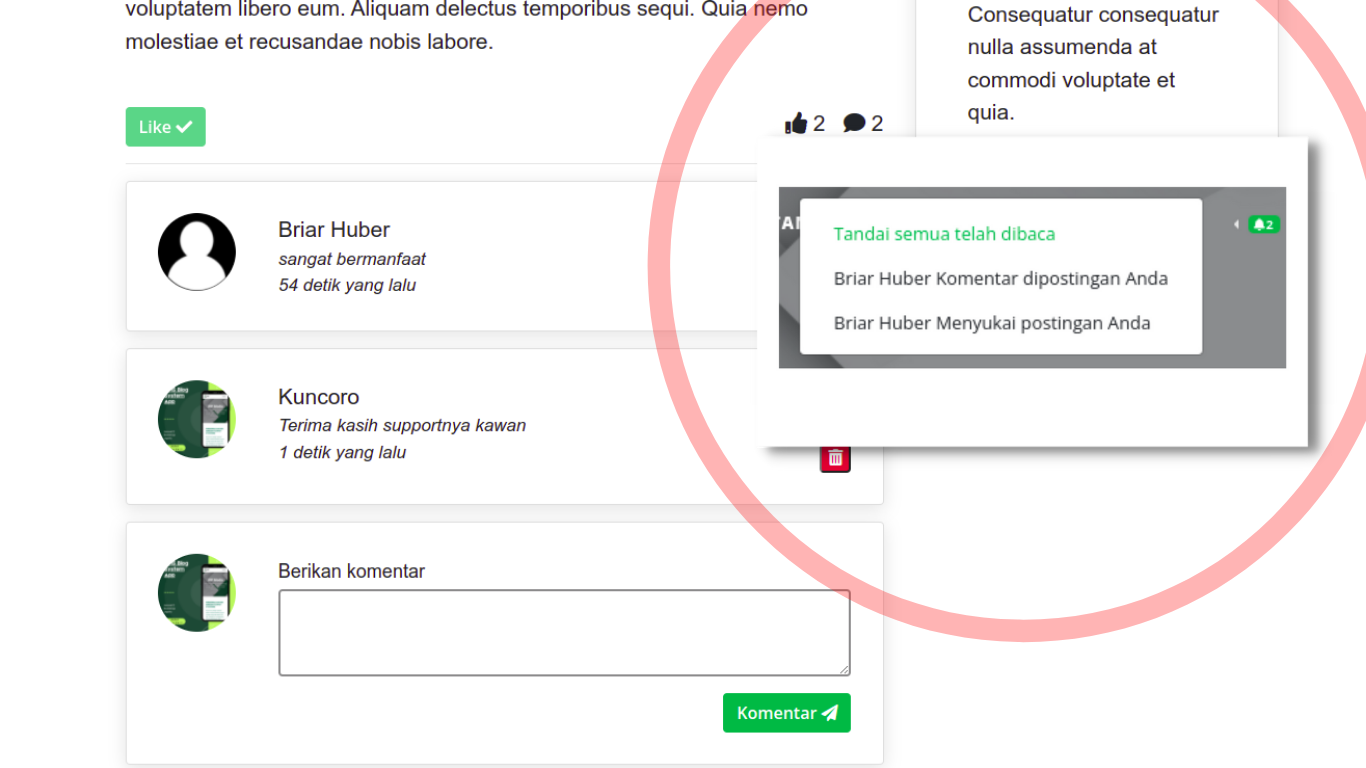 voluptatem libero eum. Aliquam delectus temporibus sequi. Quia nemo
molestiae et recusandae nobis labore.
Consequatur consequatur
nulla assumenda at
commodi voluptate et
quia.
Like
2 2
Briar Huber
sangat bermanfaat
54 detik yang lalu
2
Tandai semua telah dibaca
Briar Huber Komentar dipostingan Anda
Briar Huber Menyukai postingan Anda
Kuncoro
Terima kasih supportnya kawan
1 detik yang lalu
Berikan komentar
Komentar